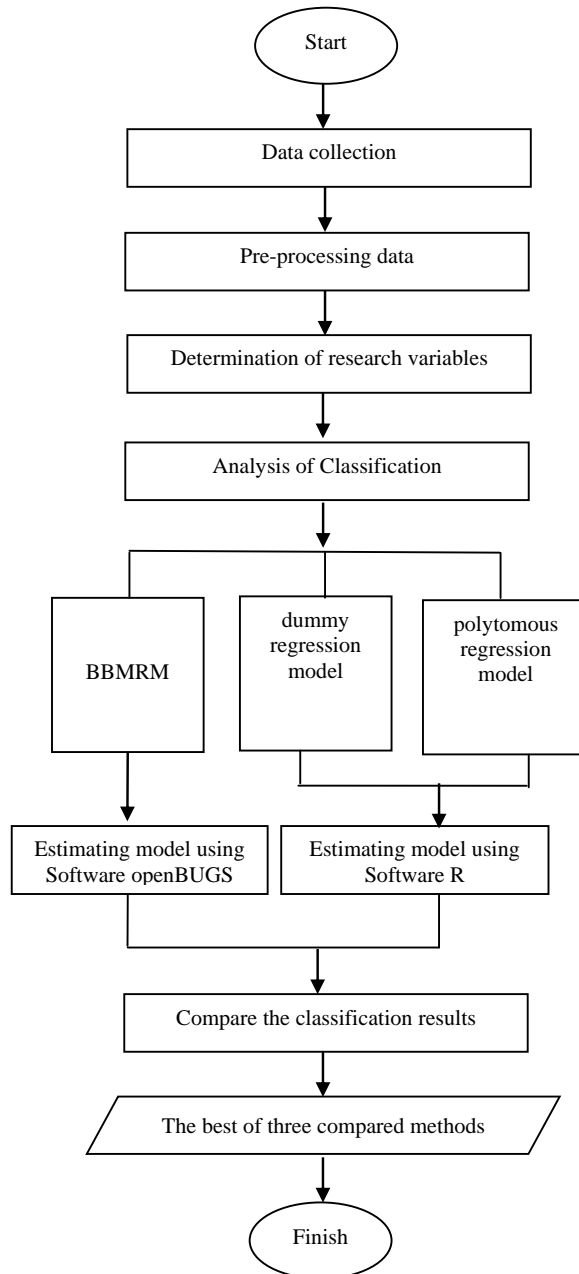 Start
Data collection
Pre-processing data
Determination of research variables
Analysis of Classification
BBMRM
dummy
regression
model
polytomous
regression
model
Estimating model using
Software openBUGS
Estimating model using
Software R
Compare the classification results
The best of three compared methods
Finish